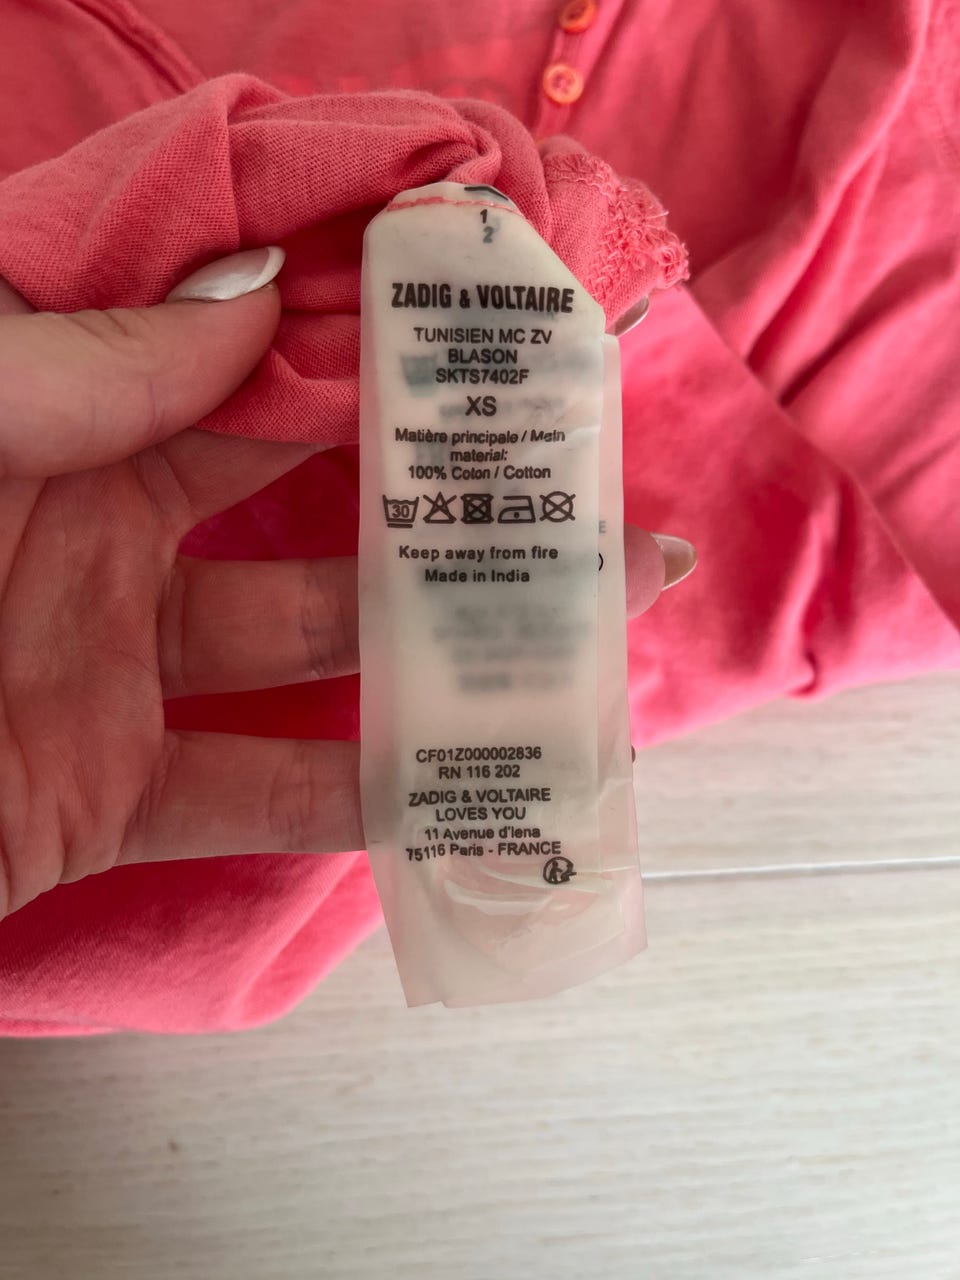 1
2
ZADIG & VOLTAIRE
TUNISIEN MC ZV
BLASON
SKTS7402F
XS
Matière principale / Main
material:
100% Coton / Cotton
30
Keep away from fire
Made in India
CF01Z000002836
RN 116 202
ZADIG & VOLTAIRE
LOVES YOU
11 Avenue d'Iena
75116 Paris - FRANCE